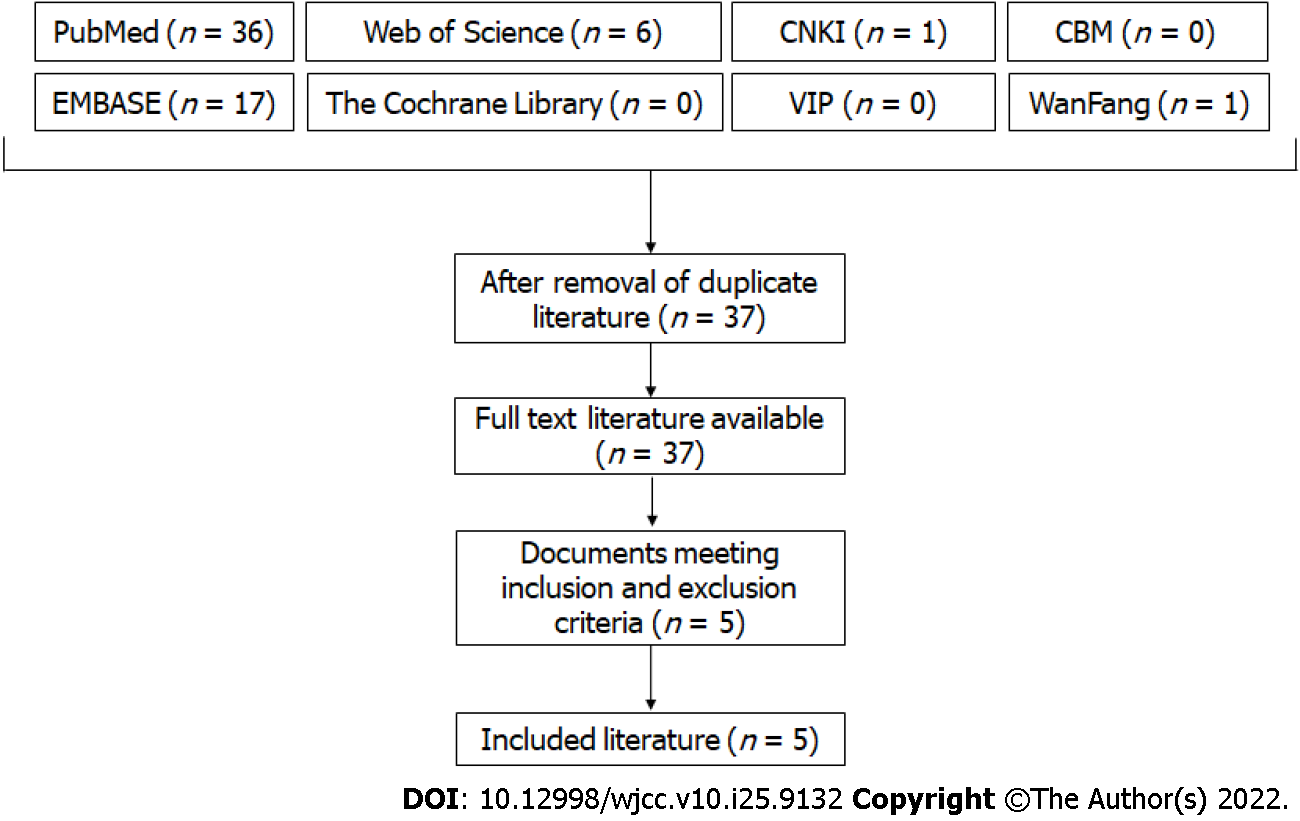 PubMed (n = 36)
Web of Science (n = 6)
CNKI (n = 1)
CBM (n = 0)
EMBASE (n = 17)
The Cochrane Library (n = 0)
VIP (n = 0)
WanFang (n = 1)
After removal of duplicate
literature (n = 37)
Full text literature available
(n = 37)
Documents meeting
inclusion and exclusion
criteria (n = 5)
Included literature (n = 5)
DOI: 10.12998/wjcc.v10.i25.9132 Copyright ©The Author(s) 2022.